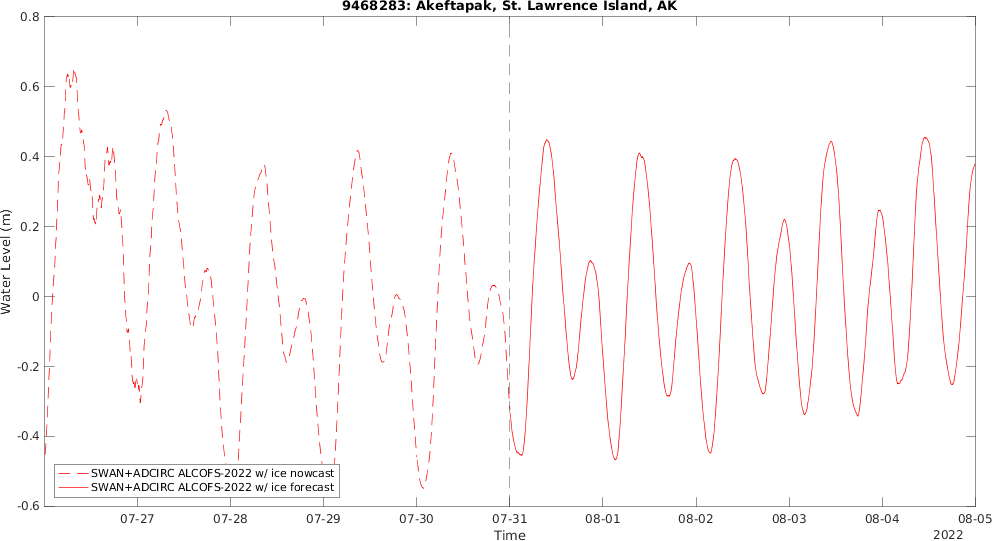 9468283: Akeftapak, St. Lawrence Island, AK
0.8
0.6
0.4
0.2
0
-0.2
-0.4
-0.6
Water Level (m)
SWAN+ADCIRC ALCOFS-2022 w/ ice nowcast
SWAN+ADCIRC ALCOFS-2022 w/ ice forecast
07-27 07-28 07-29 07-30 07-31 08-01 08-02 08-03 08-04 08-05
Time
2022